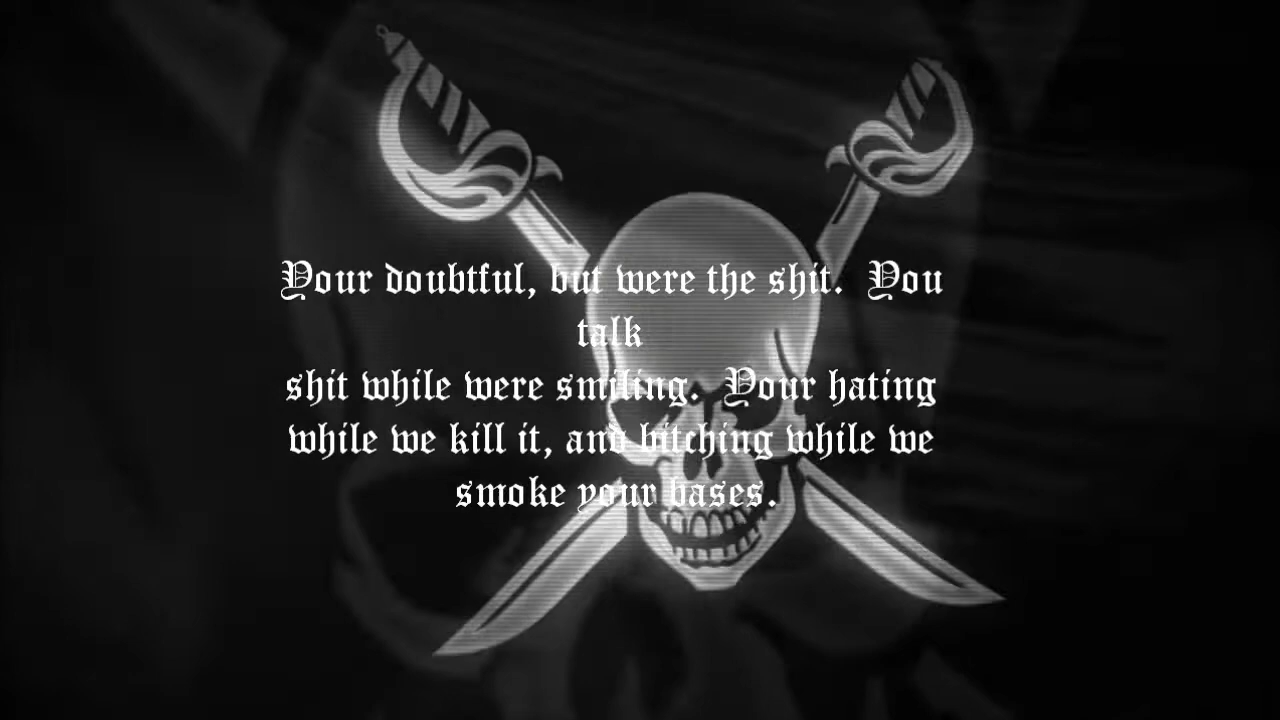 Your doubtful, but were the shit. You
talk
shit while were smiling. Your hating
while we kill it, and bitching while we
smoke your bases.